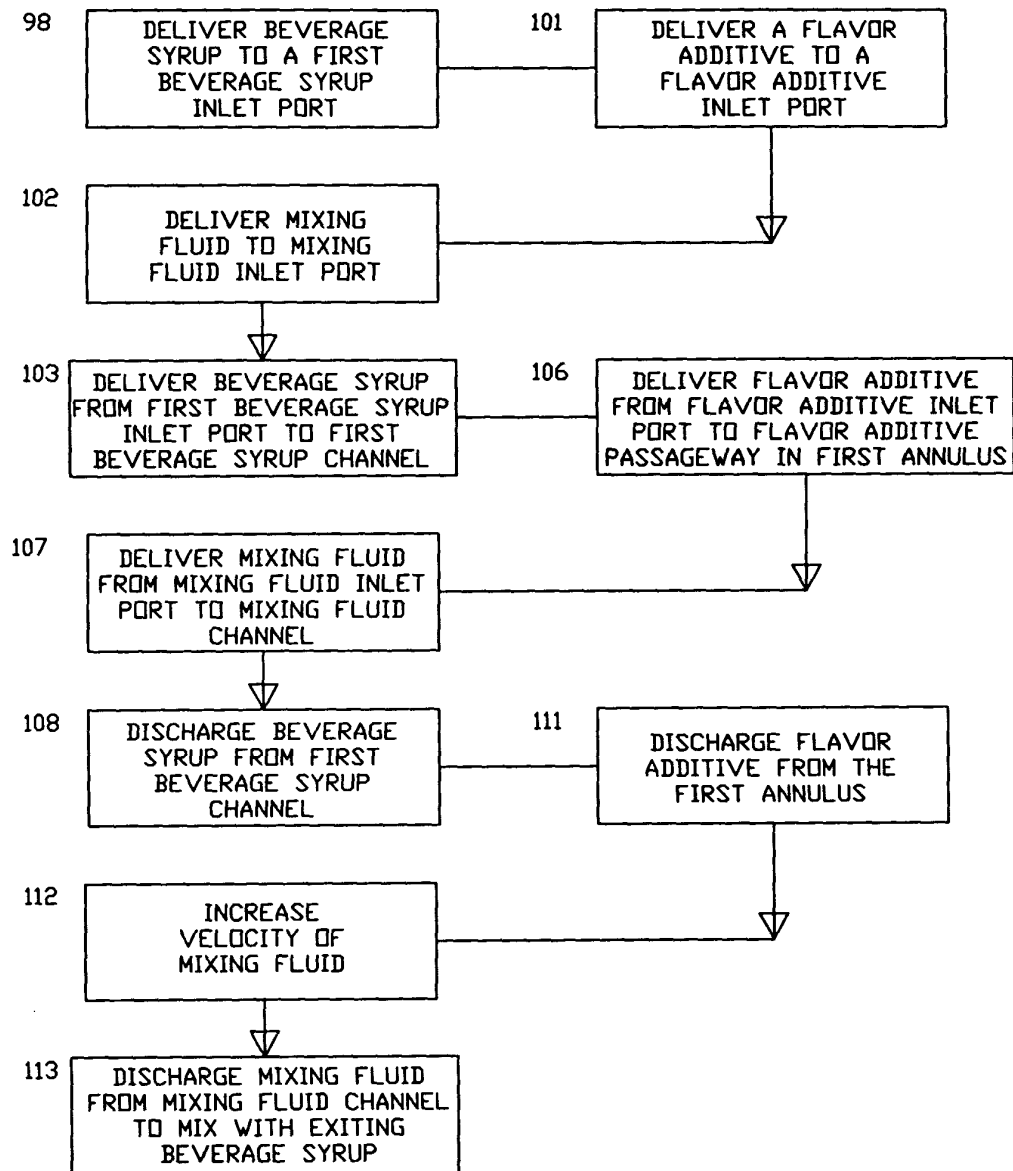 98
DELIVER BEVERAGE
SYRUP TO A FIRST
BEVERAGE SYRUP
INLET PORT
101
DELIVER A FLAVOR
ADDITIVE TO A
FLAVOR ADDITIVE
INLET PORT
102
DELIVER MIXING
FLUID TO MIXING
FLUID INLET PORT
103
DELIVER BEVERAGE SYRUP
FROM FIRST BEVERAGE SYRUP
INLET PORT TO FIRST
BEVERAGE SYRUP CHANNEL
106
DELIVER FLAVOR ADDITIVE
FROM FLAVOR ADDITIVE INLET
PORT TO FLAVOR ADDITIVE
PASSAGEWAY IN FIRST ANNULUS
107
DELIVER MIXING FLUID
FROM MIXING FLUID INLET
PORT TO MIXING FLUID
CHANNEL
108
DISCHARGE BEVERAGE
SYRUP FROM FIRST
BEVERAGE SYRUP
CHANNEL
111
DISCHARGE FLAVOR
ADDITIVE FROM THE
FIRST ANNULUS
112
INCREASE
VELOCITY OF
MIXING FLUID
113
DISCHARGE MIXING FLUID
FROM MIXING FLUID CHANNEL
TO MIX WITH EXITING
BEVERAGE SYRUP